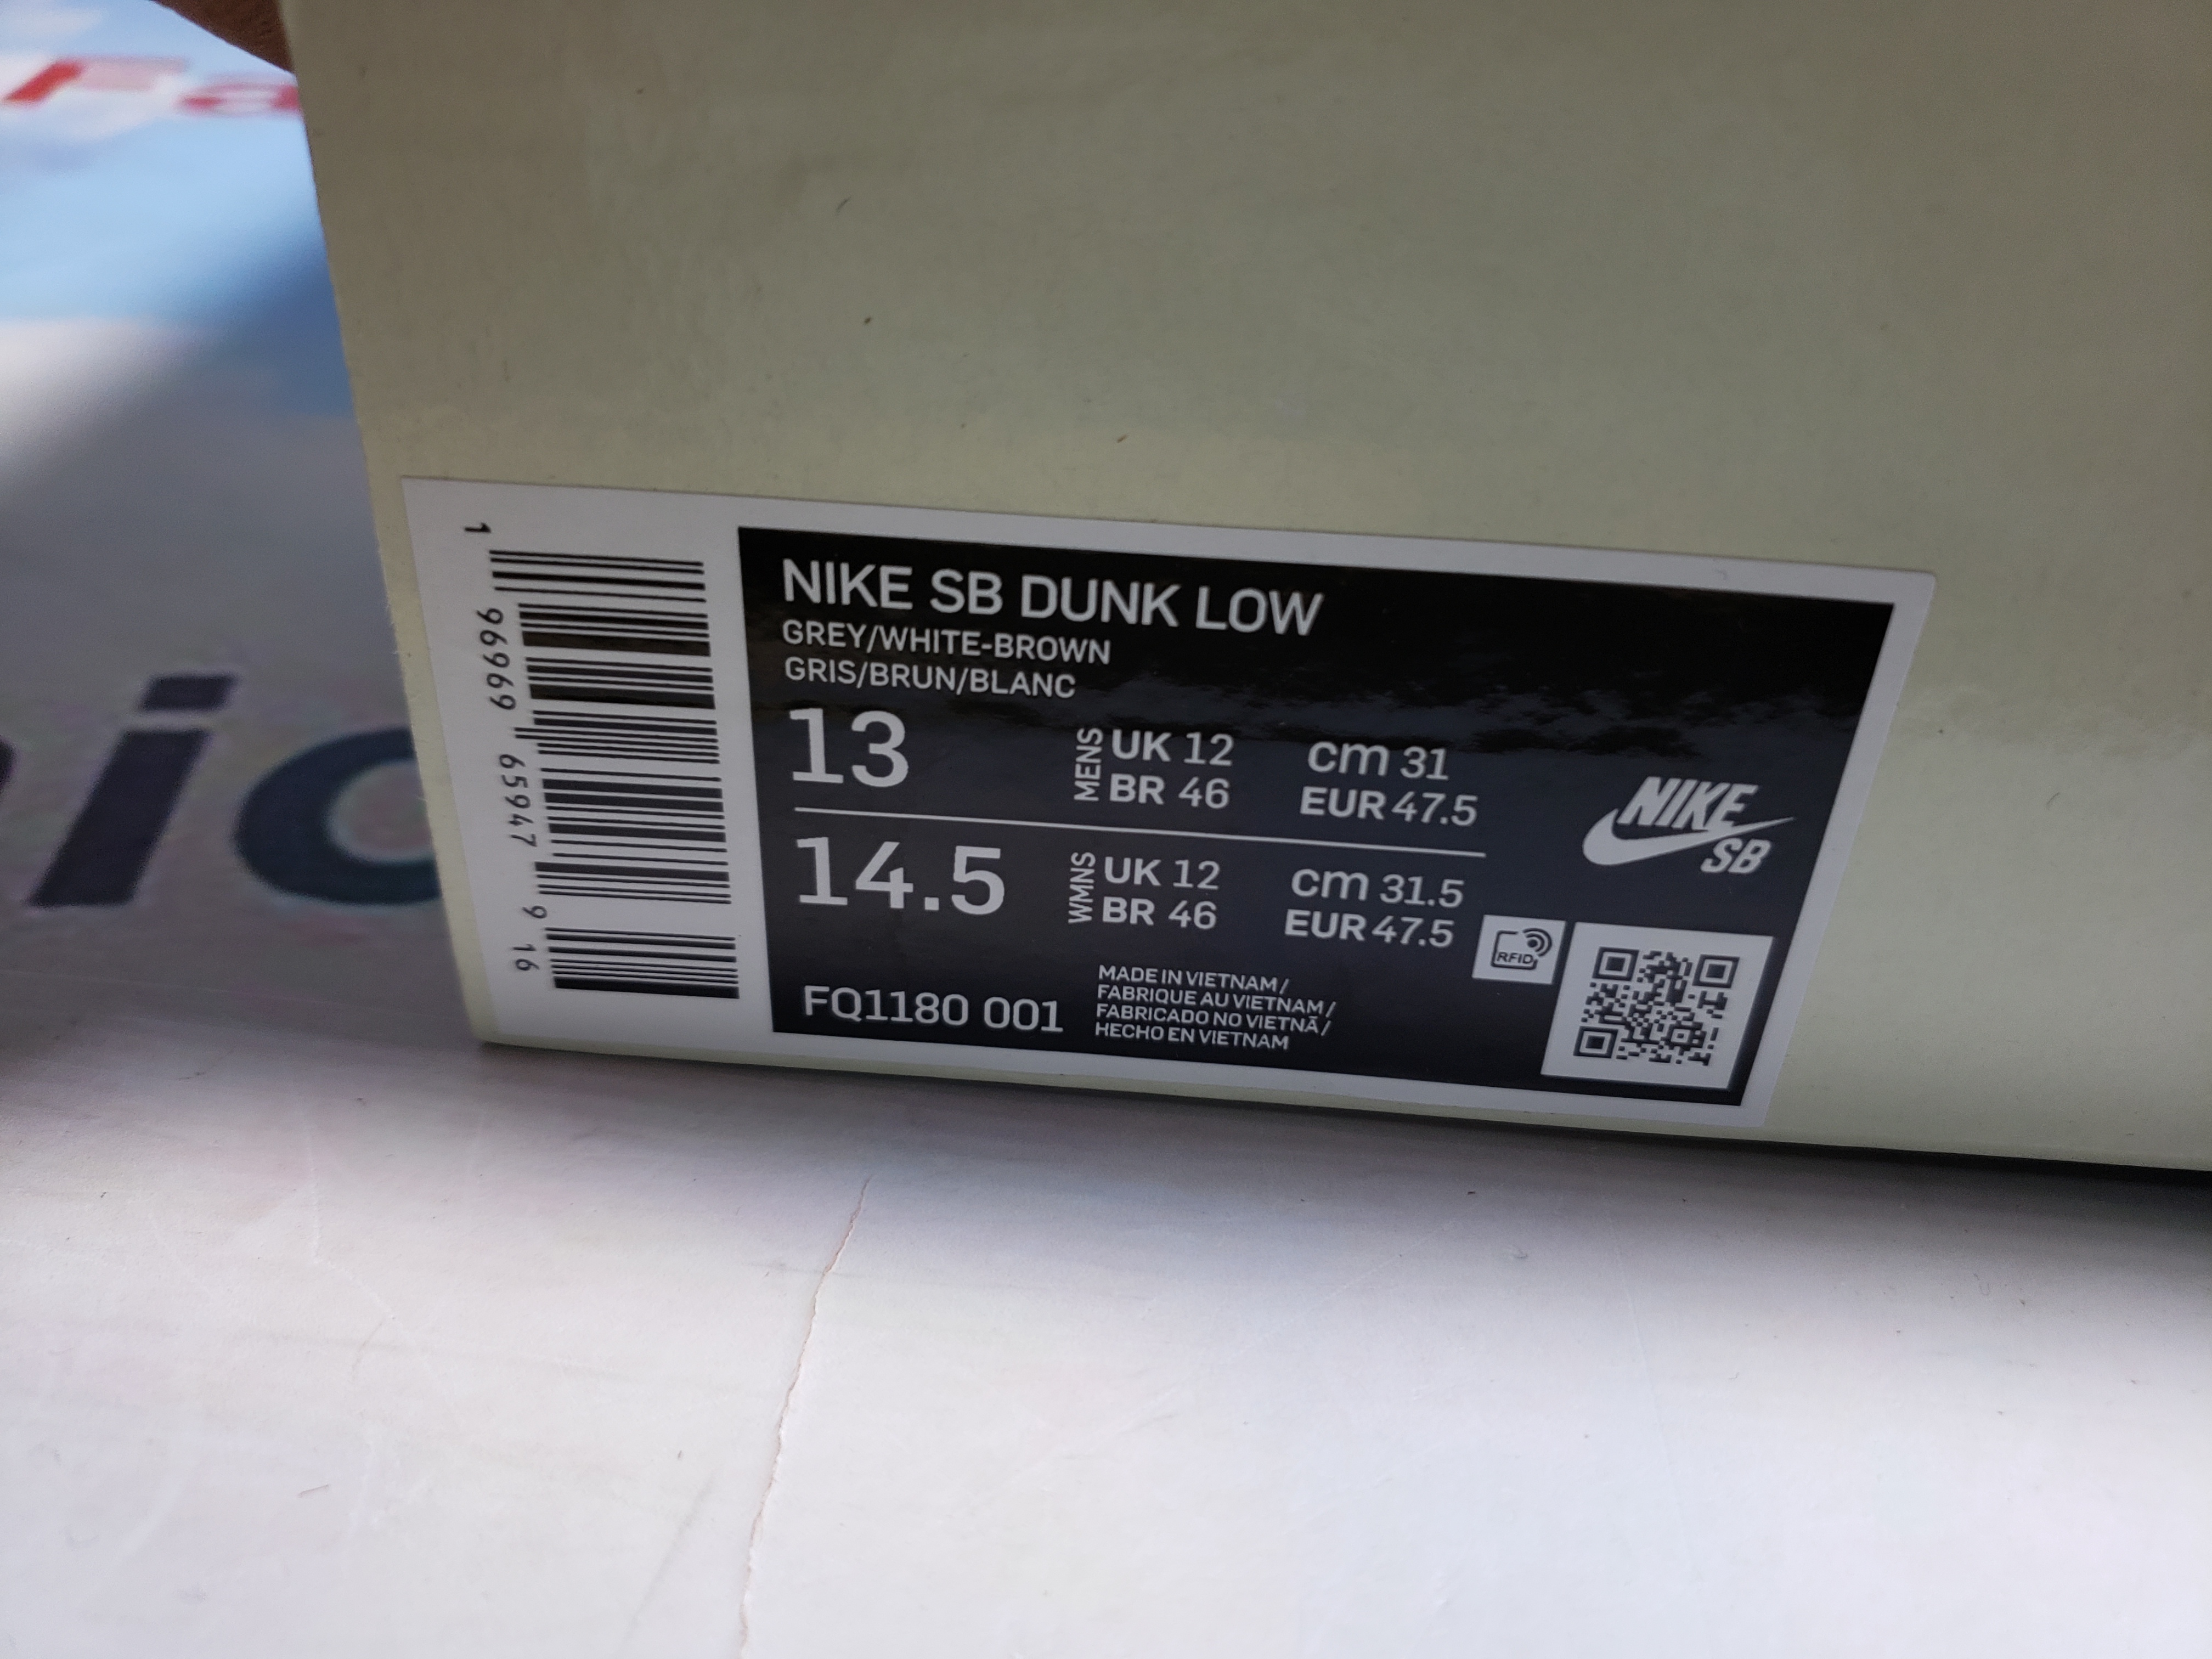 Fa
ic
1 96969 65947 9 16
NIKE SB DUNK LOW
GREY/WHITE-BROWN
GRIS/BRUN/BLANC
13
MENS
UK 12
BR 46
cm 31
EUR 47.5
14.5
WMNS
UK 12
BR 46
cm 31.5
EUR 47.5
NIKE
SB
RFID
FQ1180 001
MADE IN VIETNAM/
FABRIQUE AU VIETNAM/
FABRICADO NO VIETNÃ/
HECHO EN VIETNAM